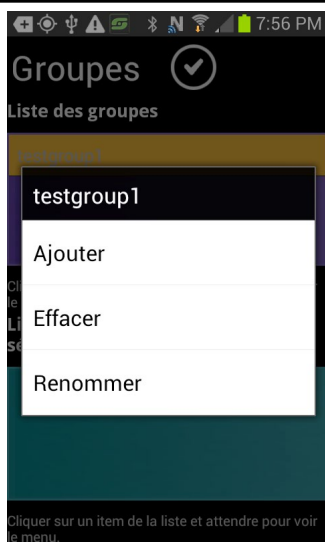 7:56 PM
Groupes
Liste des groupes
testgroup1
testgroup1
Ajouter
Effacer
Renommer
Cliquer sur un item de la liste et attendre pour voir
le menu.